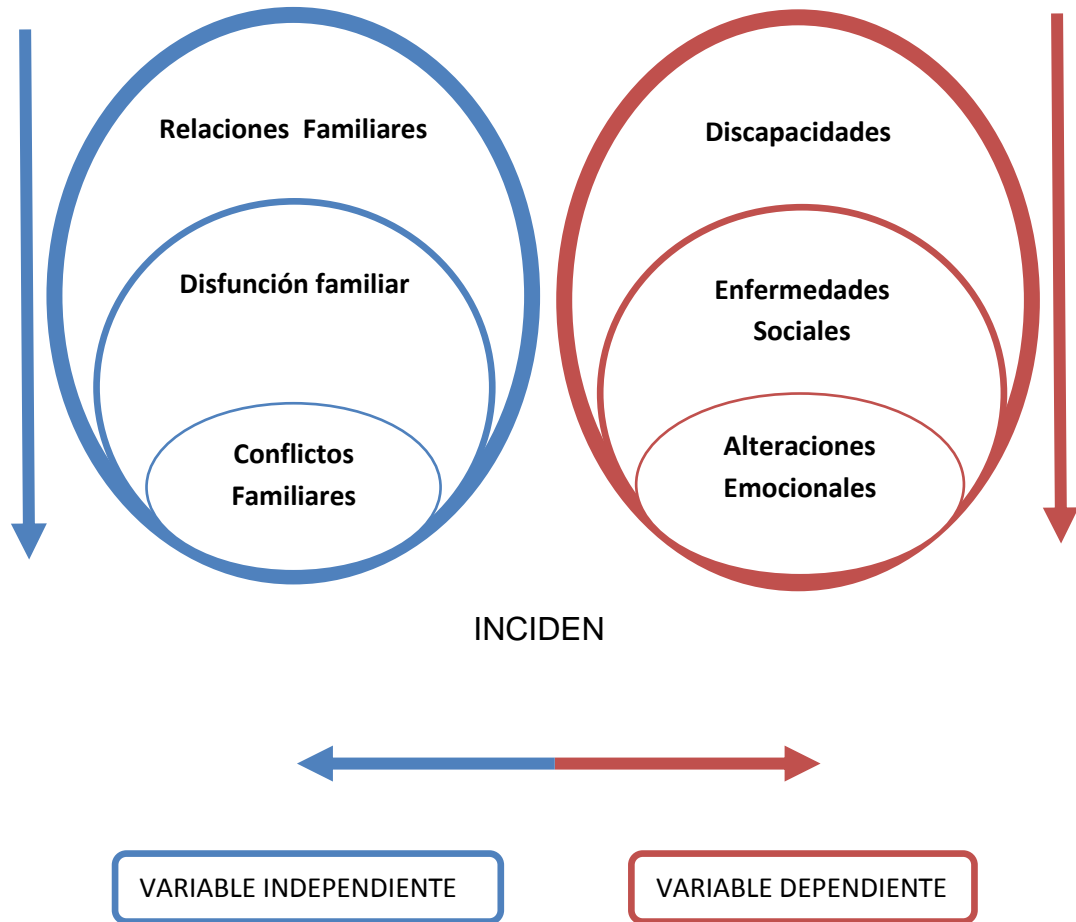 Relaciones Familiares
Disfunción familiar
Conflictos
Familiares
Discapacidades
Enfermedades
Sociales
Alteraciones
Emocionales
INCIDEN
VARIABLE INDEPENDIENTE
VARIABLE DEPENDIENTE